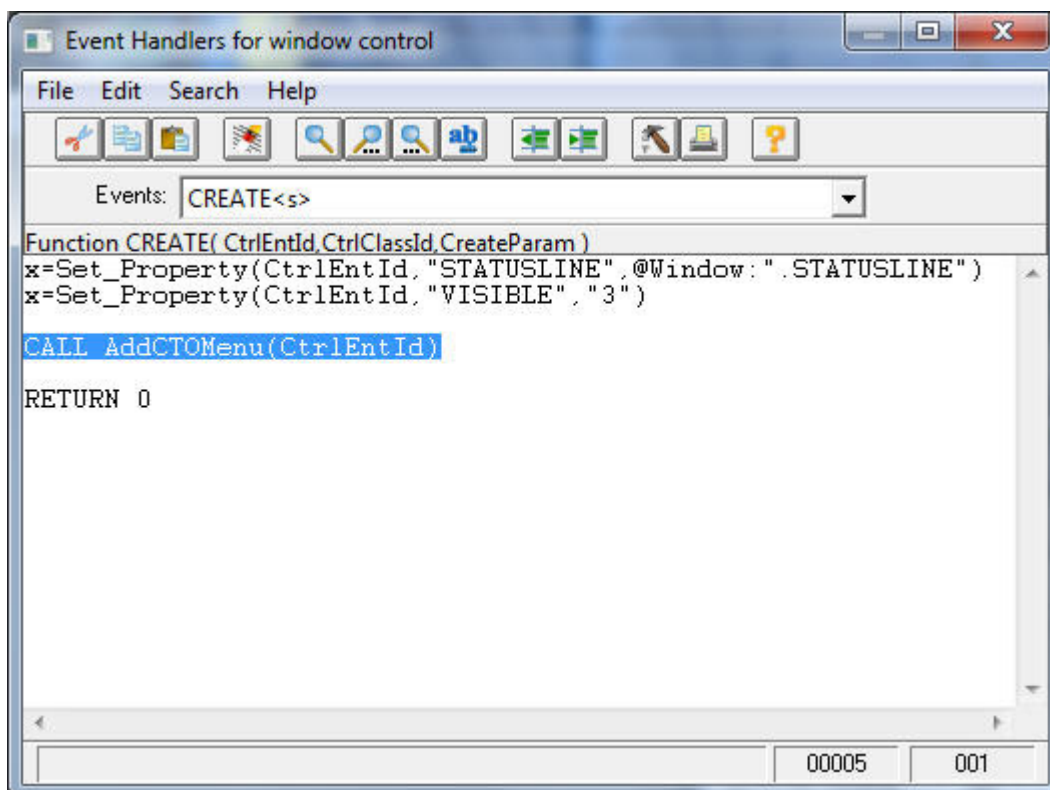 Event Handlers for window control
File Edit Search Help
ab
?
Events: CREATE<s>
Function CREATE( CtrlEntId,CtrlClassId,CreateParam )
x=Set_Property(CtrlEntId,"STATUSLINE",@Window:".STATUSLINE")
x=Set_Property(CtrlEntId,"VISIBLE","3")
CALL AddCTOMenu(CtrlEntId)
RETURN 0
00005 001